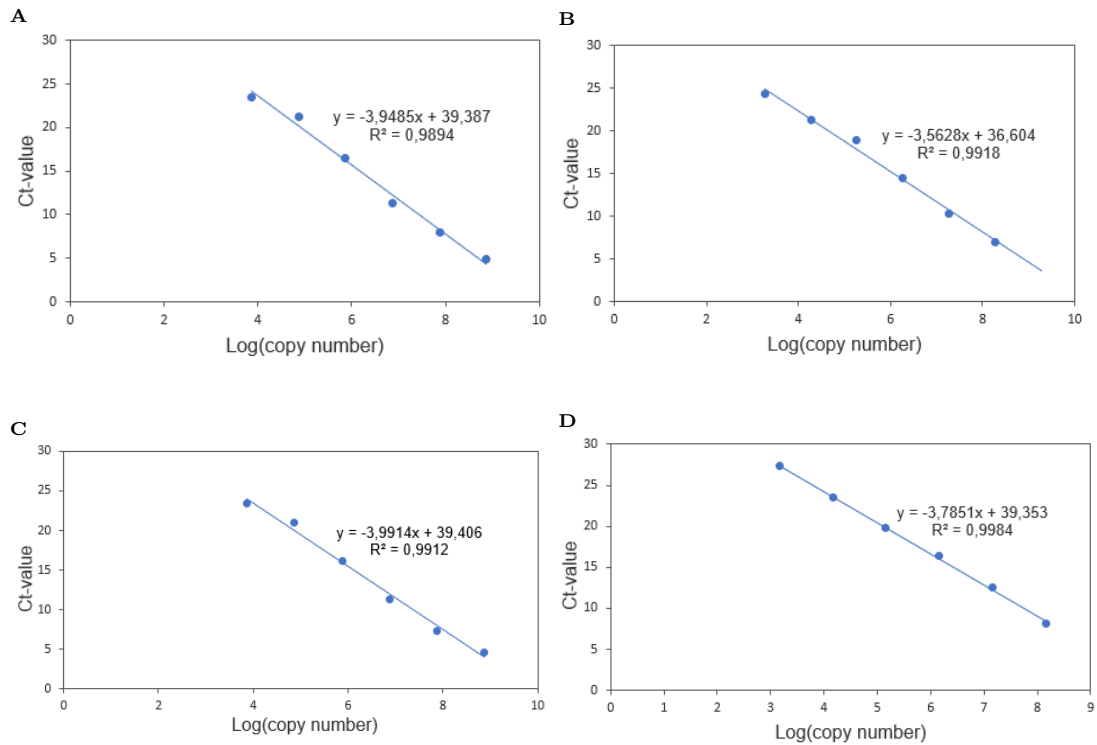 A
30
25
20
15
10
5
0
Ct-value
y = -3,9485x + 39,387
R² = 0,9894
0 2 4 6 8 10
Log(copy number)
B
30
25
20
15
10
5
0
Ct-value
y = -3,5628x + 36,604
R² = 0,9918
0 2 4 6 8 10
Log(copy number)
C
30
25
20
15
10
5
0
Ct-value
y = -3,9914x + 39,406
R² = 0,9912
0 2 4 6 8 10
Log(copy number)
D
30
25
20
15
10
5
0
Ct-value
y = -3,7851x + 39,353
R² = 0,9984
0 1 2 3 4 5 6 7 8 9
Log(copy number)